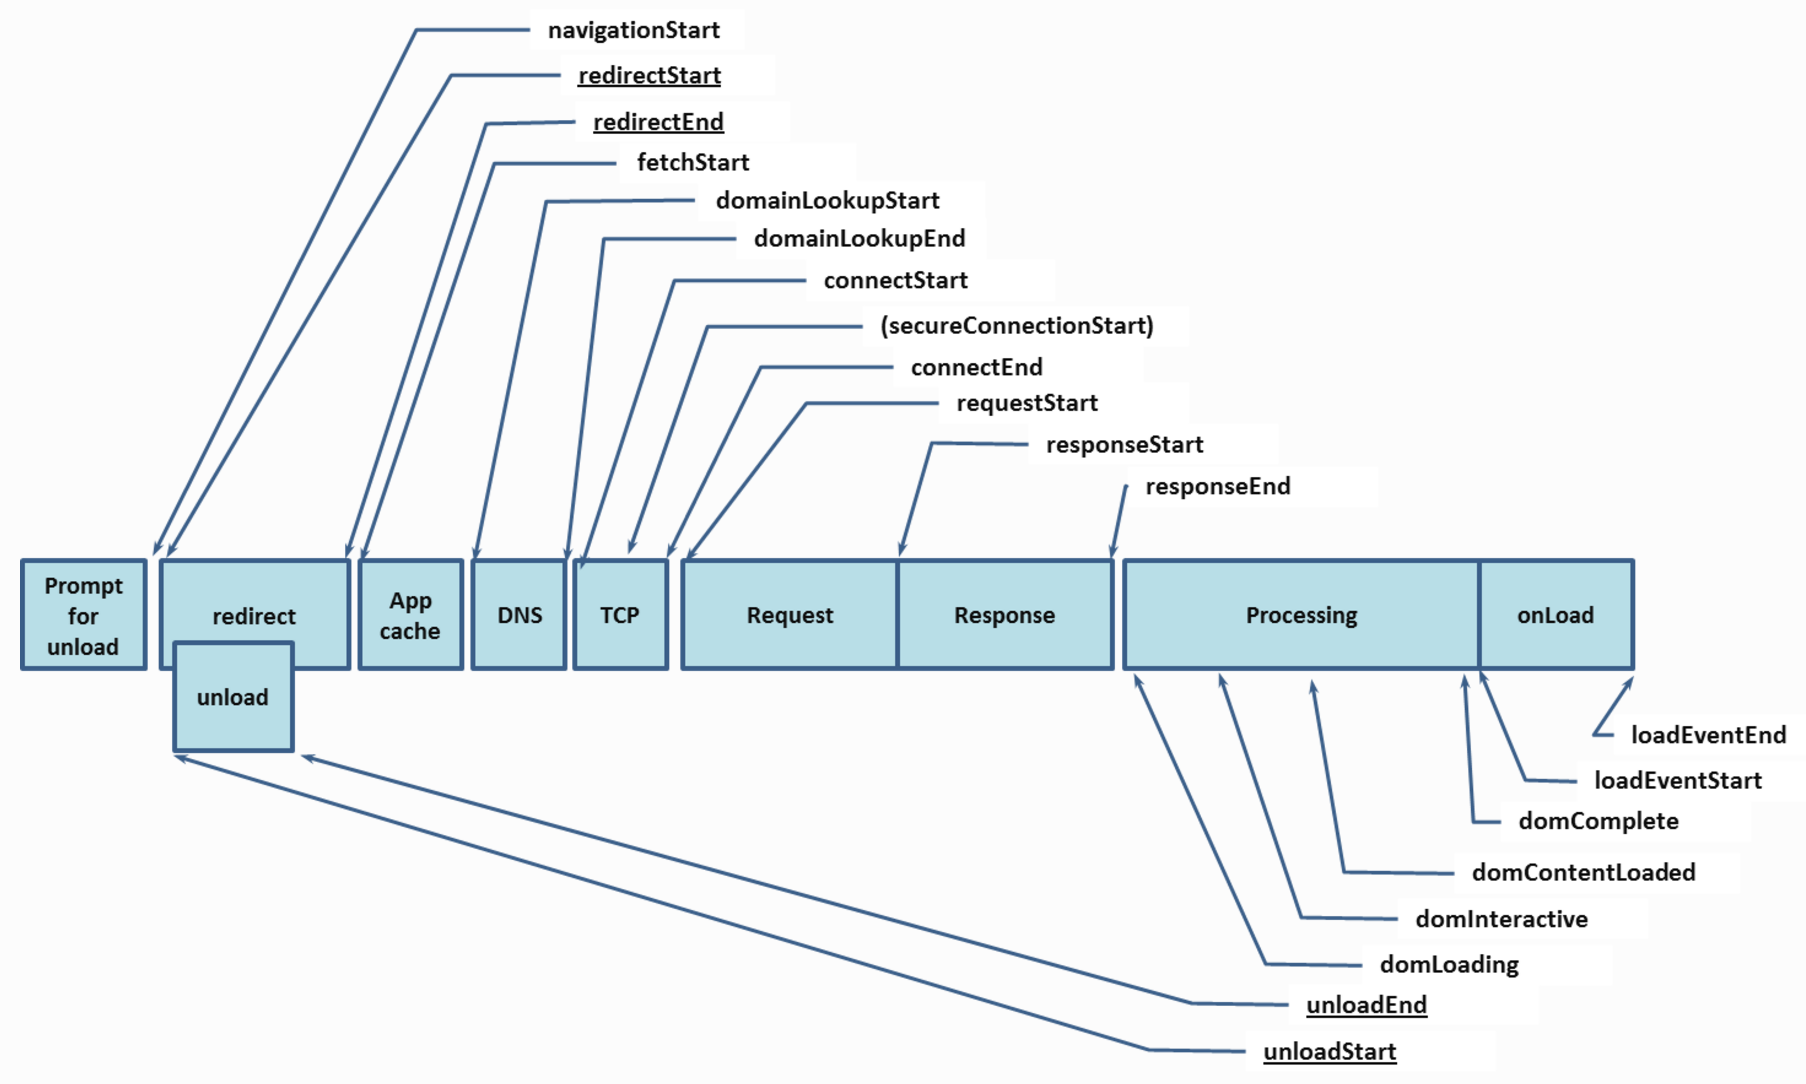 navigationStart
redirectStart
redirectEnd
fetchStart
domainLookupStart
domainLookupEnd
connectStart
(secureConnectionStart)
connectEnd
requestStart
responseStart
responseEnd
Prompt
for
unload
redirect
unload
App
cache
DNS
TCP
Request
Response
Processing
onLoad
loadEventEnd
loadEventStart
domComplete
domContentLoaded
domInteractive
domLoading
unloadEnd
unloadStart